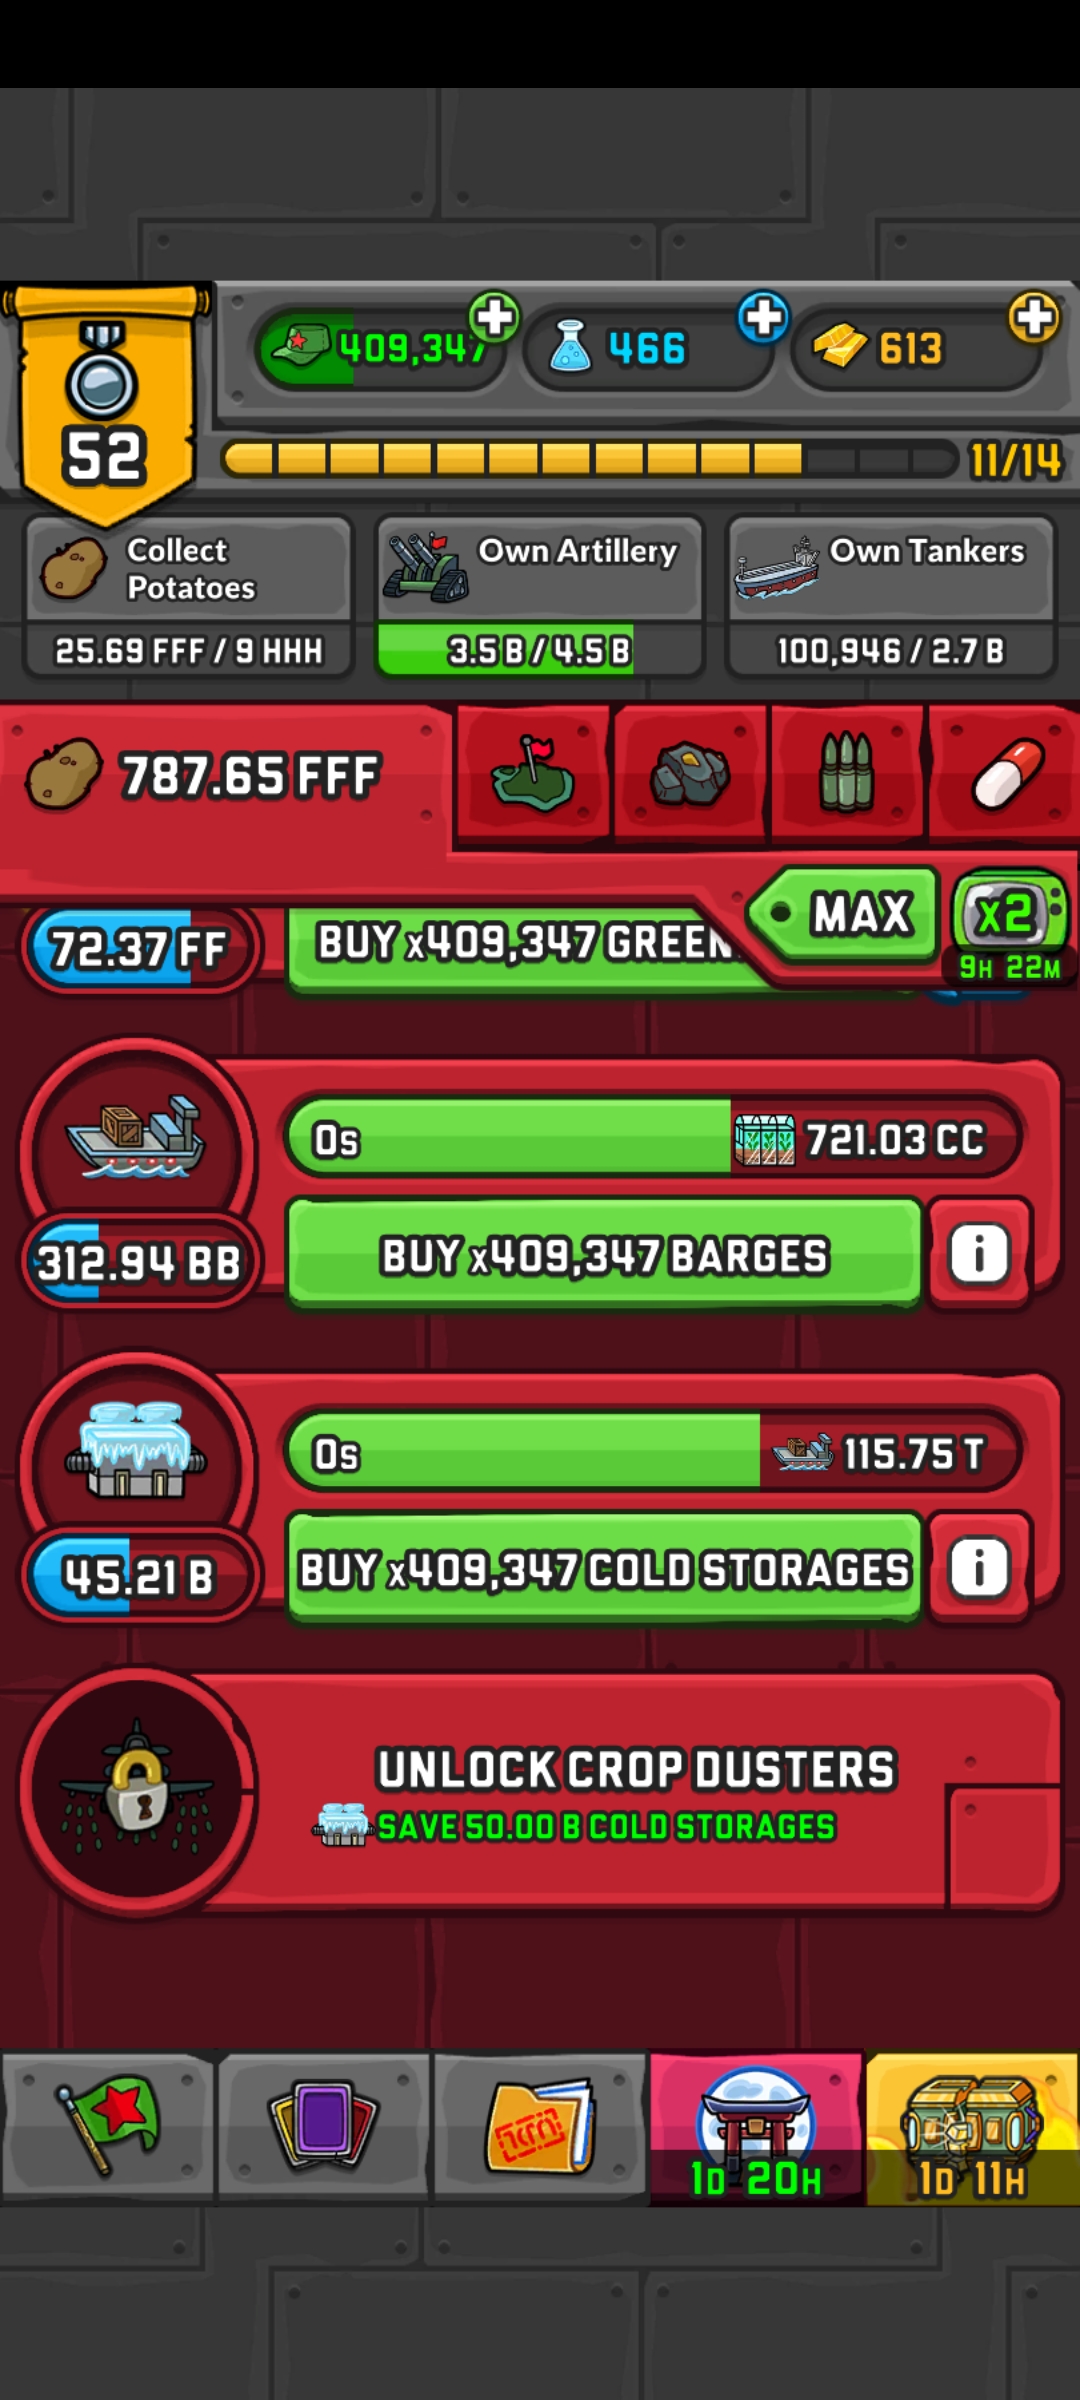 409,347
466
613
52
11/14
Collect
Potatoes
25.69 FFF / 9 HHH
Own Artillery
3.5 B / 4.5 B
Own Tankers
100,946 / 2.7 B
787.65 FFF
MAX
x2
9H 22M
72.37 FF
BUY x409,347 GREEN
0s
721.03 CC
312.94 BB
BUY x409,347 BARGES
i
0s
115.75 T
45.21 B
BUY x409,347 COLD STORAGES
i
UNLOCK CROP DUSTERS
SAVE 50.00 B COLD STORAGES
1D 20H
1D 11H